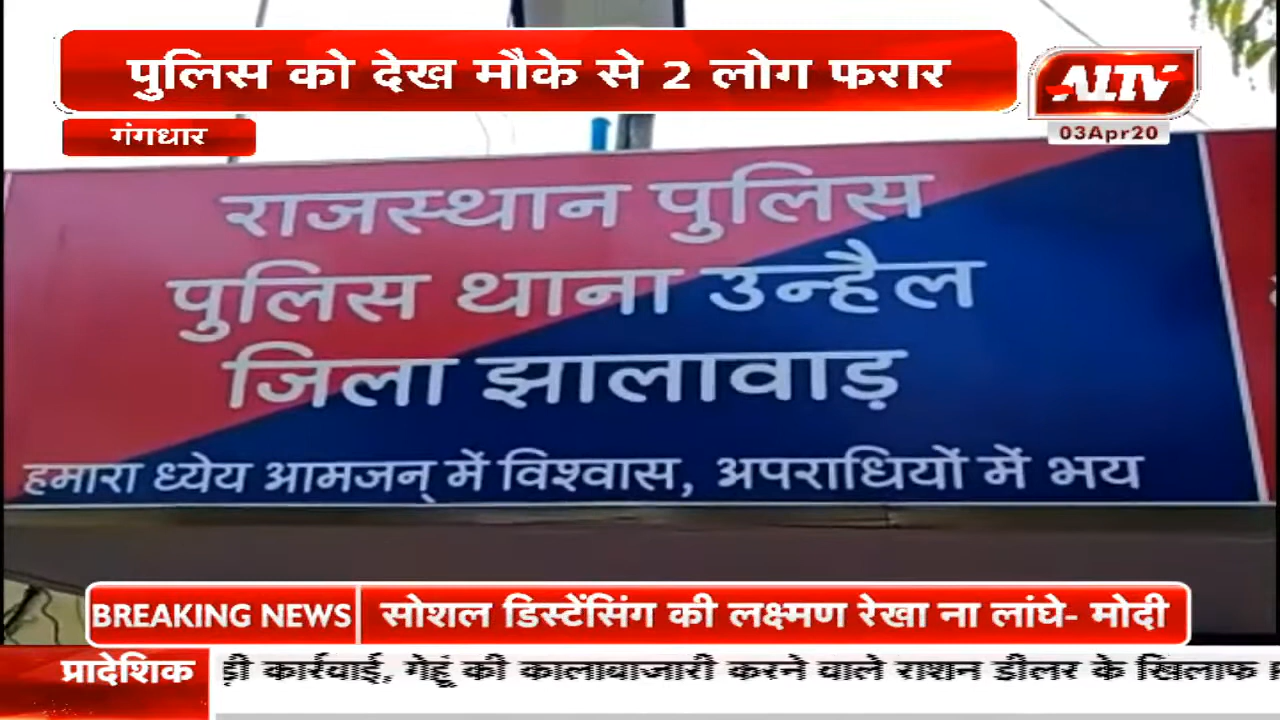 पुलिस को देख मौके से 2 लोग फरार
ALTV
03Apr20
गंगधार
राजस्थान पुलिस
पुलिस थाना उन्हैल
जिला झालावाड़
हमारा ध्येय आमजन् में विश्वास, अपराधियों में भय
BREAKING NEWS सोशल डिस्टेंसिंग की लक्ष्मण रेखा ना लांघे- मोदी
प्रादेशिक कार्रवाई, गेहूं की कालाबाजारी करने वाले राशन डीलर के खिलाफ